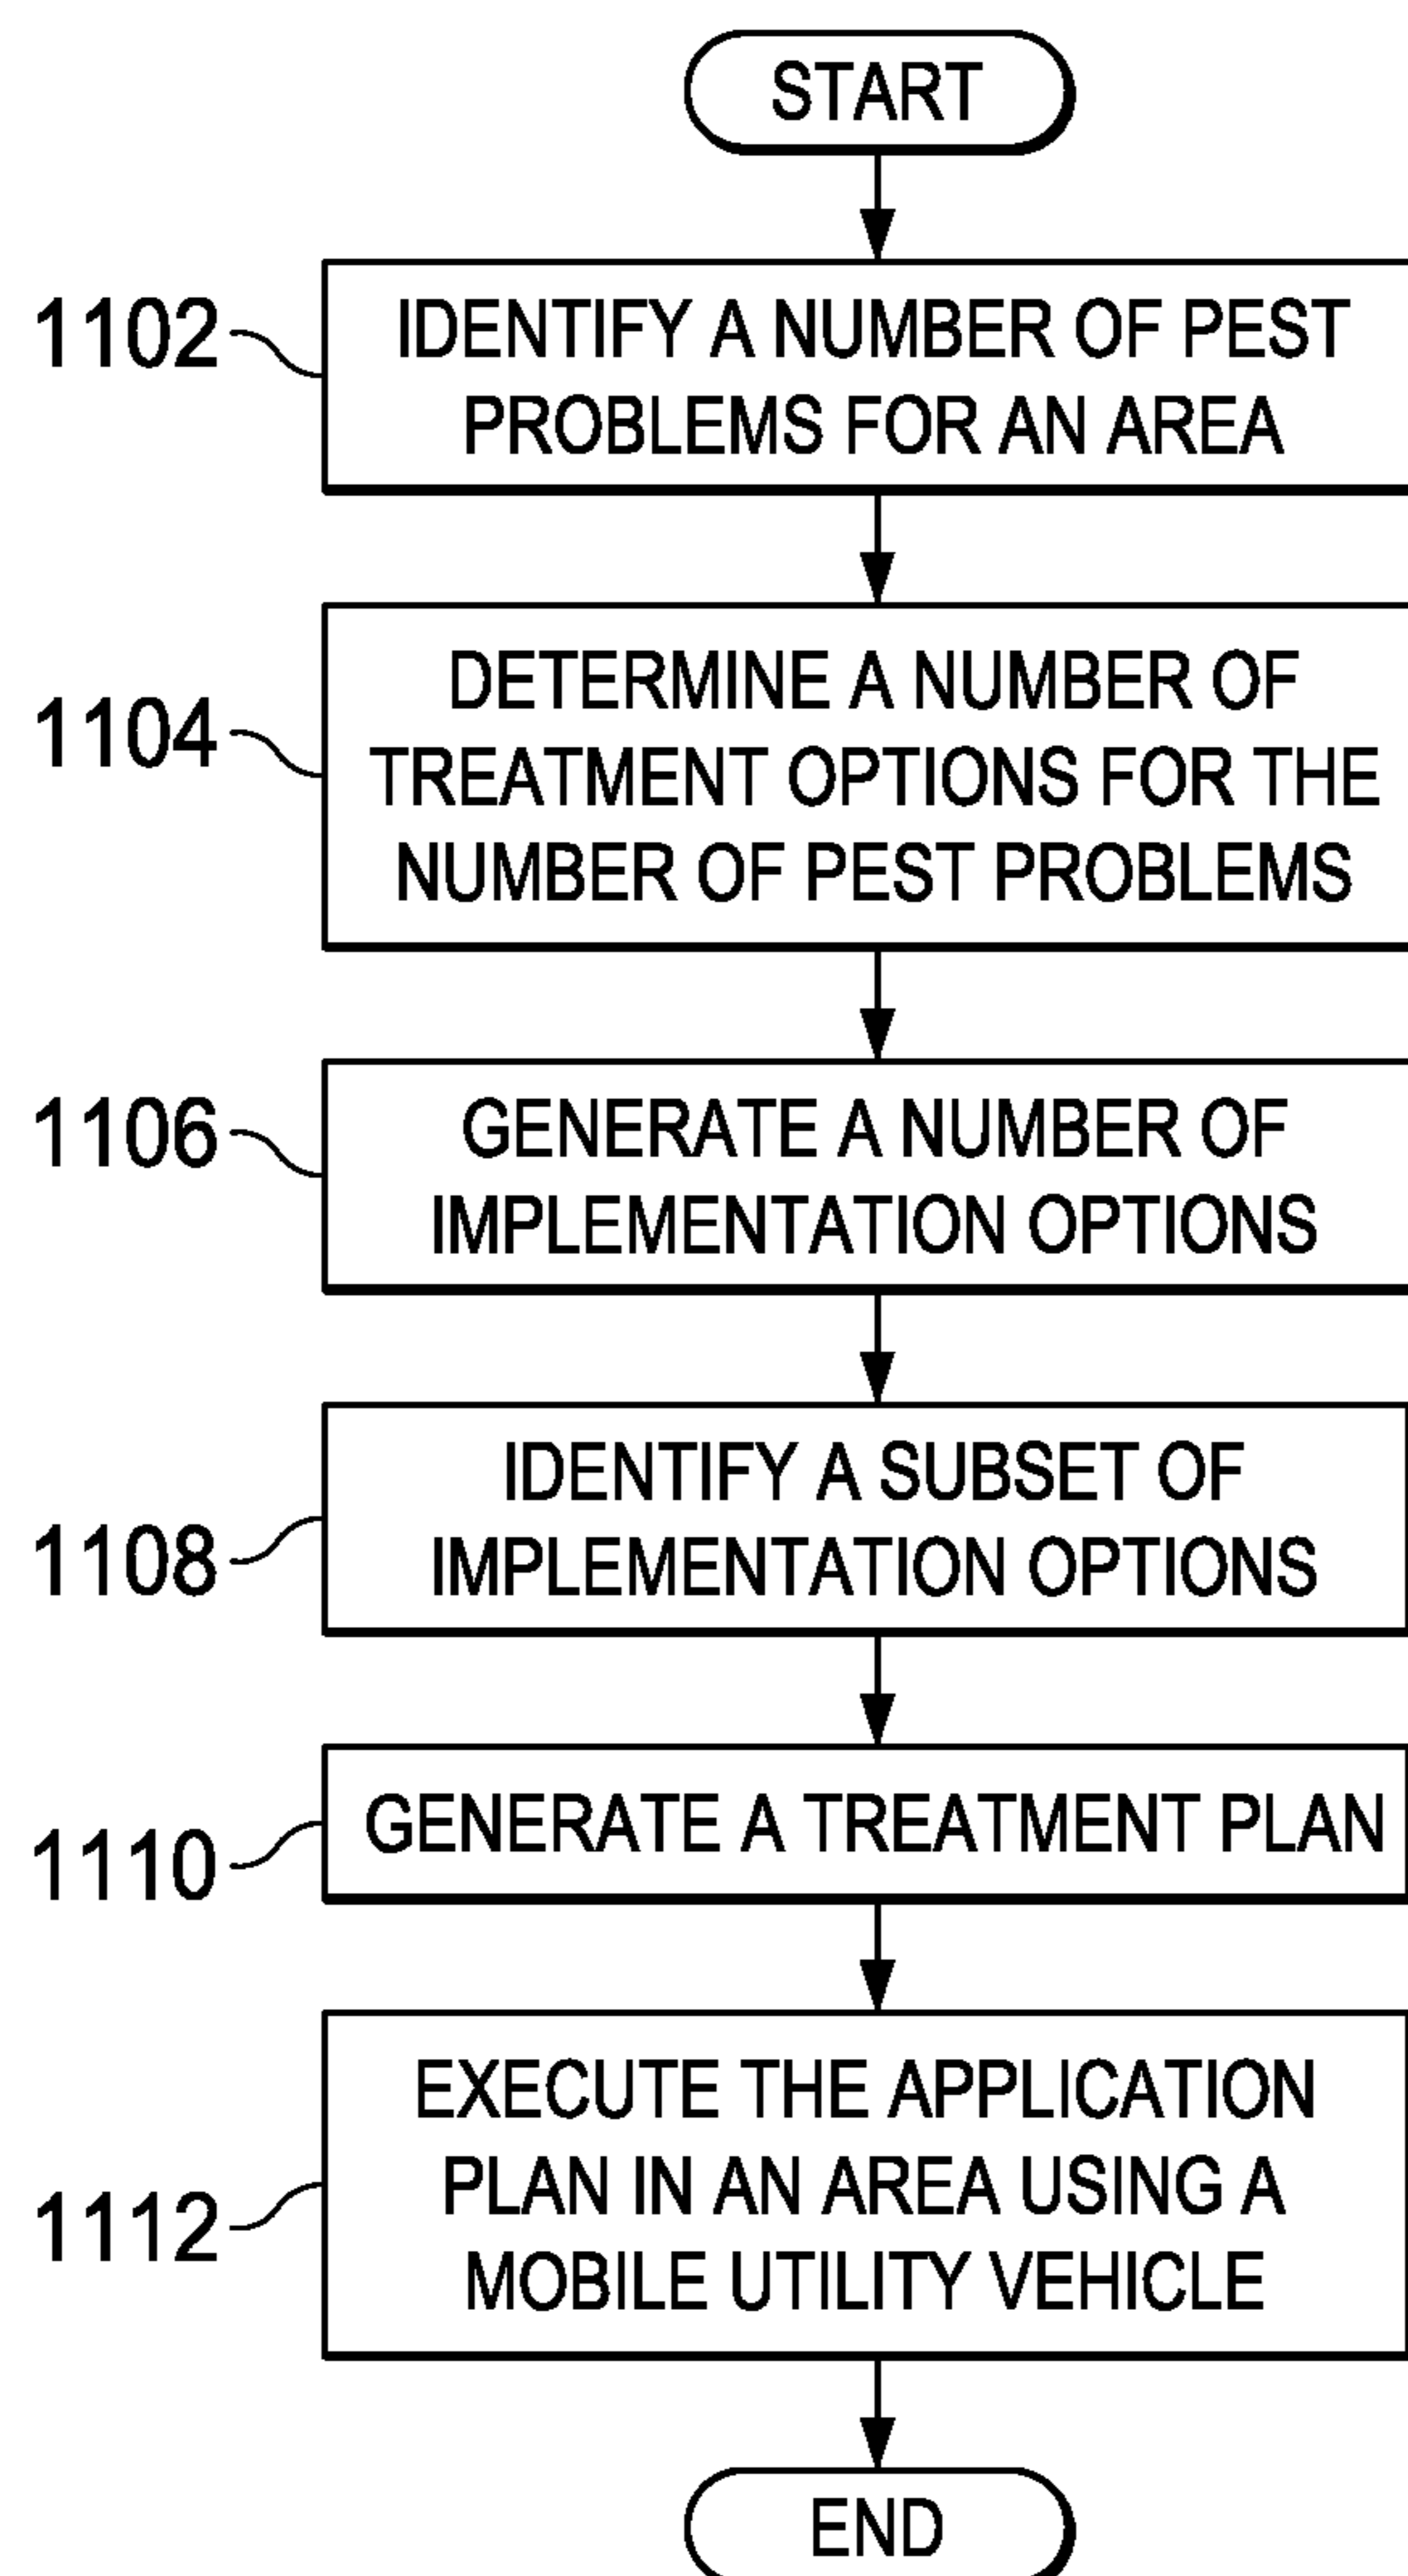 START
1102
IDENTIFY A NUMBER OF PEST
PROBLEMS FOR AN AREA
1104
DETERMINE A NUMBER OF
TREATMENT OPTIONS FOR THE
NUMBER OF PEST PROBLEMS
1106
GENERATE A NUMBER OF
IMPLEMENTATION OPTIONS
1108
IDENTIFY A SUBSET OF
IMPLEMENTATION OPTIONS
1110
GENERATE A TREATMENT PLAN
1112
EXECUTE THE APPLICATION
PLAN IN AN AREA USING A
MOBILE UTILITY VEHICLE
END